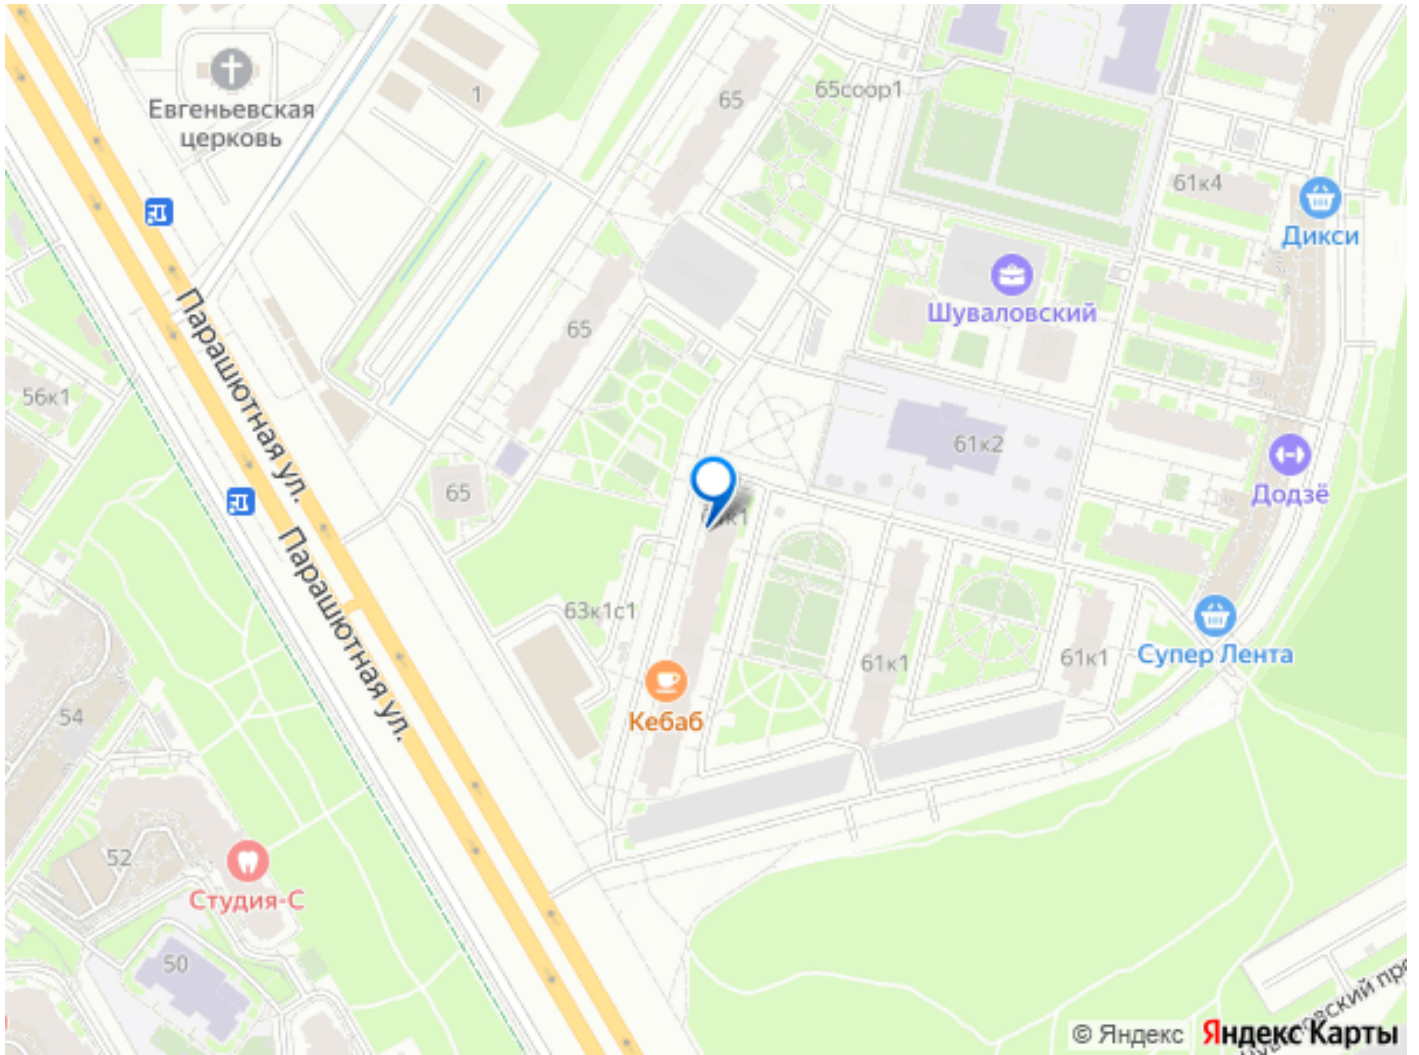 Евгеньевская
церковь
1
65
65соор1
61к4
Дикси
Шуваловский
Парашютная ул.
65
56к1
61к2
65
Додзё
Парашютная ул.
63к1с1
61к1
61к1
Супер Лента
Кебаб
54
52
Студия-С
50
© Яндекс
Яндекс Карты